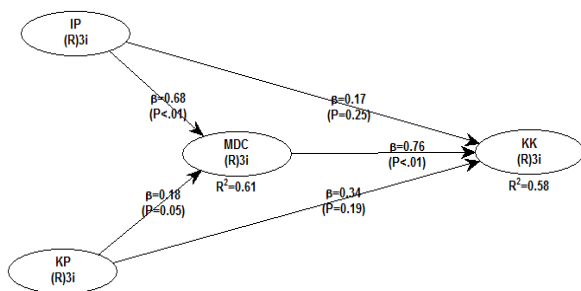 IP
(R)3i
β=0.68
(P<.01)
β=0.17
(P=0.25)
MDC
(R)3i
R²=0.61
β=0.76
(P<.01)
KK
(R)3i
R²=0.58
β=0.18
(P=0.05)
β=0.34
(P=0.19)
KP
(R)3i